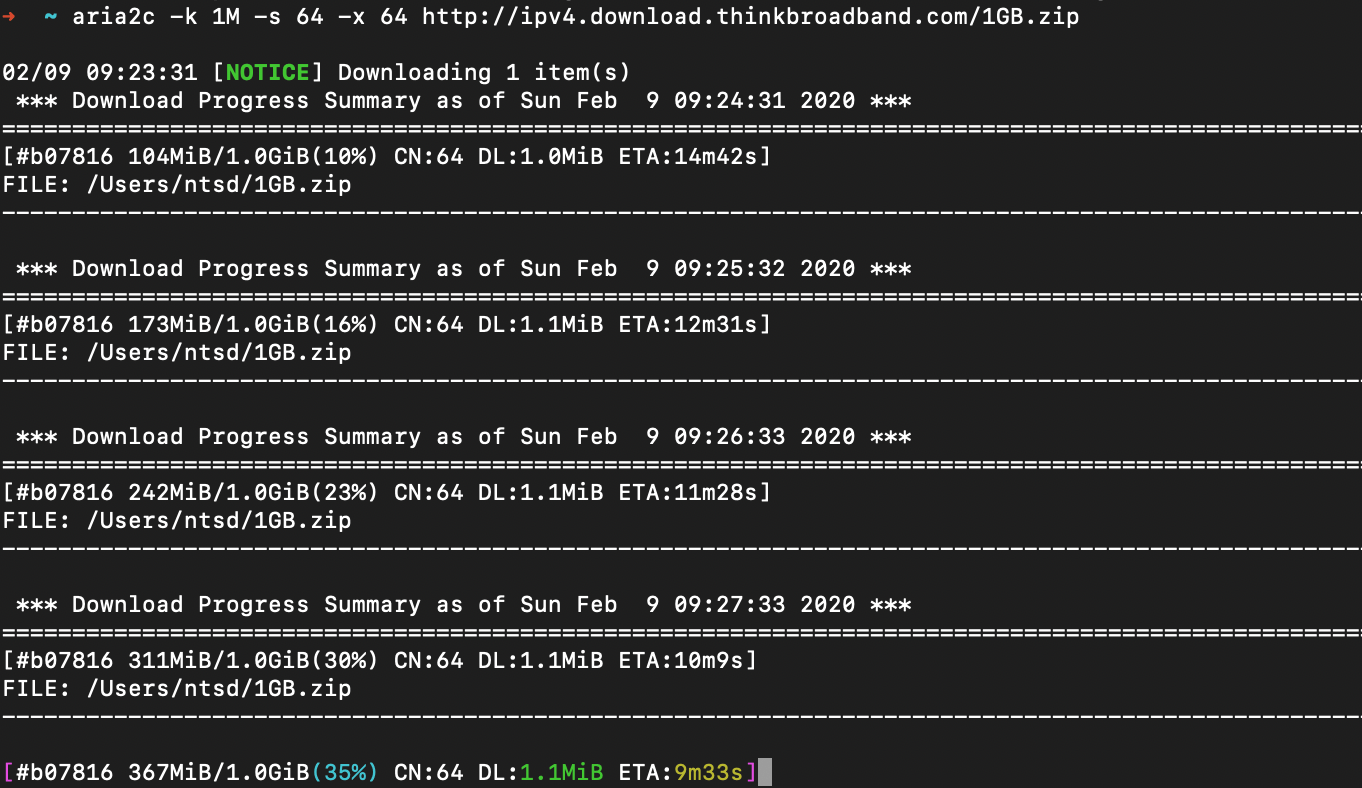 ➜  ~ aria2c -k 1M -s 64 -x 64 http://ipv4.download.thinkbroadband.com/1GB.zip
02/09 09:23:31 [NOTICE] Downloading 1 item(s)
 *** Download Progress Summary as of Sun Feb  9 09:24:31 2020 ***
=================================================================================================
[#b07816 104MiB/1.0GiB(10%) CN:64 DL:1.0MiB ETA:14m42s]
FILE: /Users/ntsd/1GB.zip
-------------------------------------------------------------------------------------------------
 *** Download Progress Summary as of Sun Feb  9 09:25:32 2020 ***
=================================================================================================
[#b07816 173MiB/1.0GiB(16%) CN:64 DL:1.1MiB ETA:12m31s]
FILE: /Users/ntsd/1GB.zip
-------------------------------------------------------------------------------------------------
 *** Download Progress Summary as of Sun Feb  9 09:26:33 2020 ***
=================================================================================================
[#b07816 242MiB/1.0GiB(23%) CN:64 DL:1.1MiB ETA:11m28s]
FILE: /Users/ntsd/1GB.zip
-------------------------------------------------------------------------------------------------
 *** Download Progress Summary as of Sun Feb  9 09:27:33 2020 ***
=================================================================================================
[#b07816 311MiB/1.0GiB(30%) CN:64 DL:1.1MiB ETA:10m9s]
FILE: /Users/ntsd/1GB.zip
-------------------------------------------------------------------------------------------------
[#b07816 367MiB/1.0GiB(35%) CN:64 DL:1.1MiB ETA:9m33s]